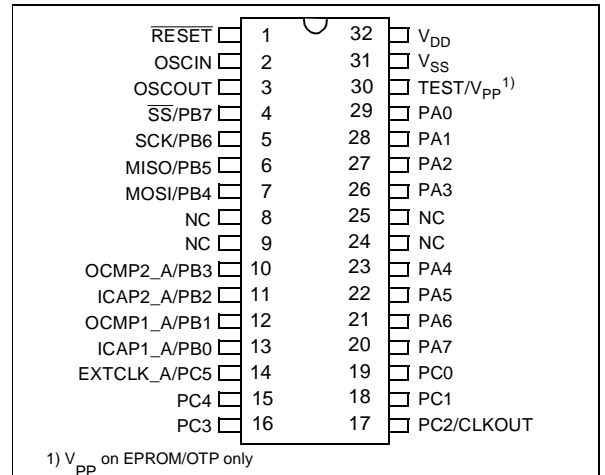 RESET 1 32 VDD
OSCIN 2 31 VSS
OSCOUT 3 30 TEST/VPP1)
SS/PB7 4 29 PA0
SCK/PB6 5 28 PA1
MISO/PB5 6 27 PA2
MOSI/PB4 7 26 PA3
NC 8 25 NC
NC 9 24 NC
OCMP2_A/PB3 10 23 PA4
ICAP2_A/PB2 11 22 PA5
OCMP1_A/PB1 12 21 PA6
ICAP1_A/PB0 13 20 PA7
EXTCLK_A/PC5 14 19 PC0
PC4 15 18 PC1
PC3 16 17 PC2/CLKOUT
1) VPP on EPROM/OTP only